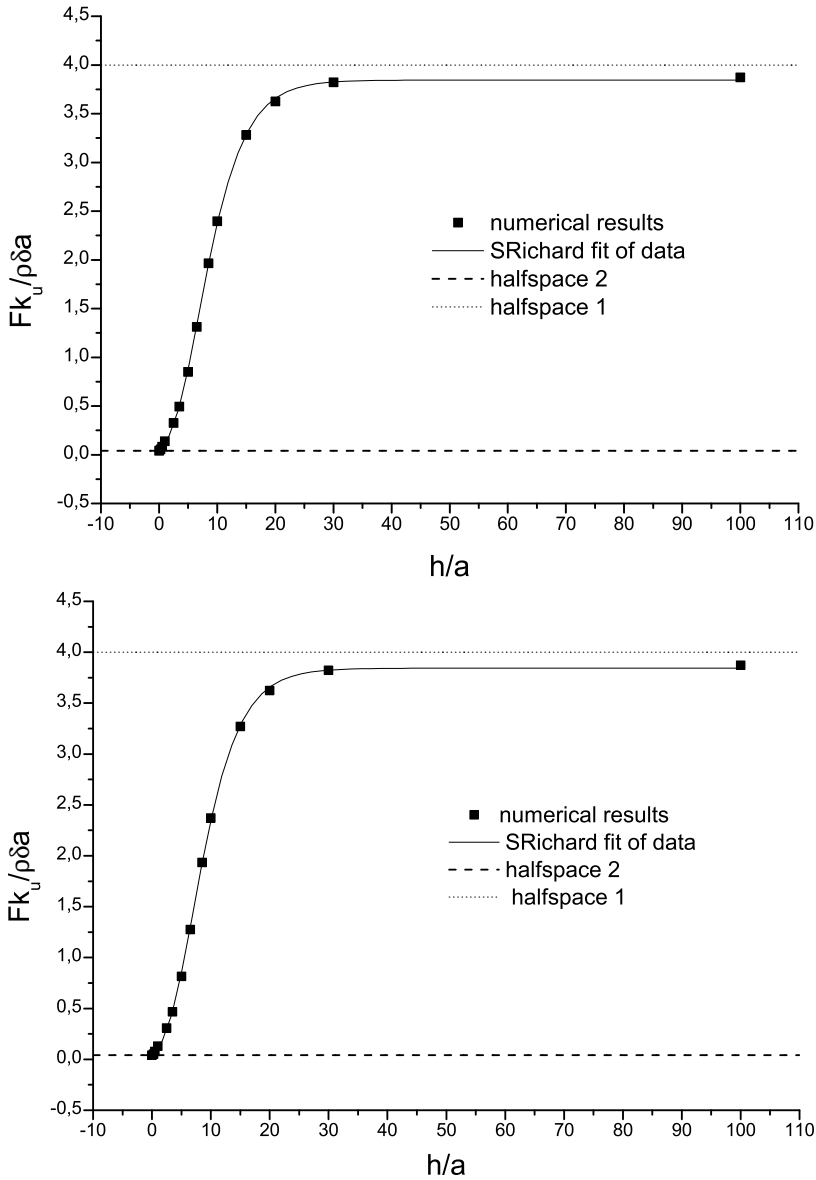 4,5
4,0
3,5
3,0
2,5
2,0
1,5
1,0
0,5
0,0
-0,5
Fku/ρδa
numerical results
SRichard fit of data
halfspace 2
halfspace 1
-10 0 10 20 30 40 50 60 70 80 90 100 110
h/a
4,5
4,0
3,5
3,0
2,5
2,0
1,5
1,0
0,5
0,0
-0,5
Fku/ρδa
numerical results
SRichard fit of data
halfspace 2
halfspace 1
-10 0 10 20 30 40 50 60 70 80 90 100 110
h/a